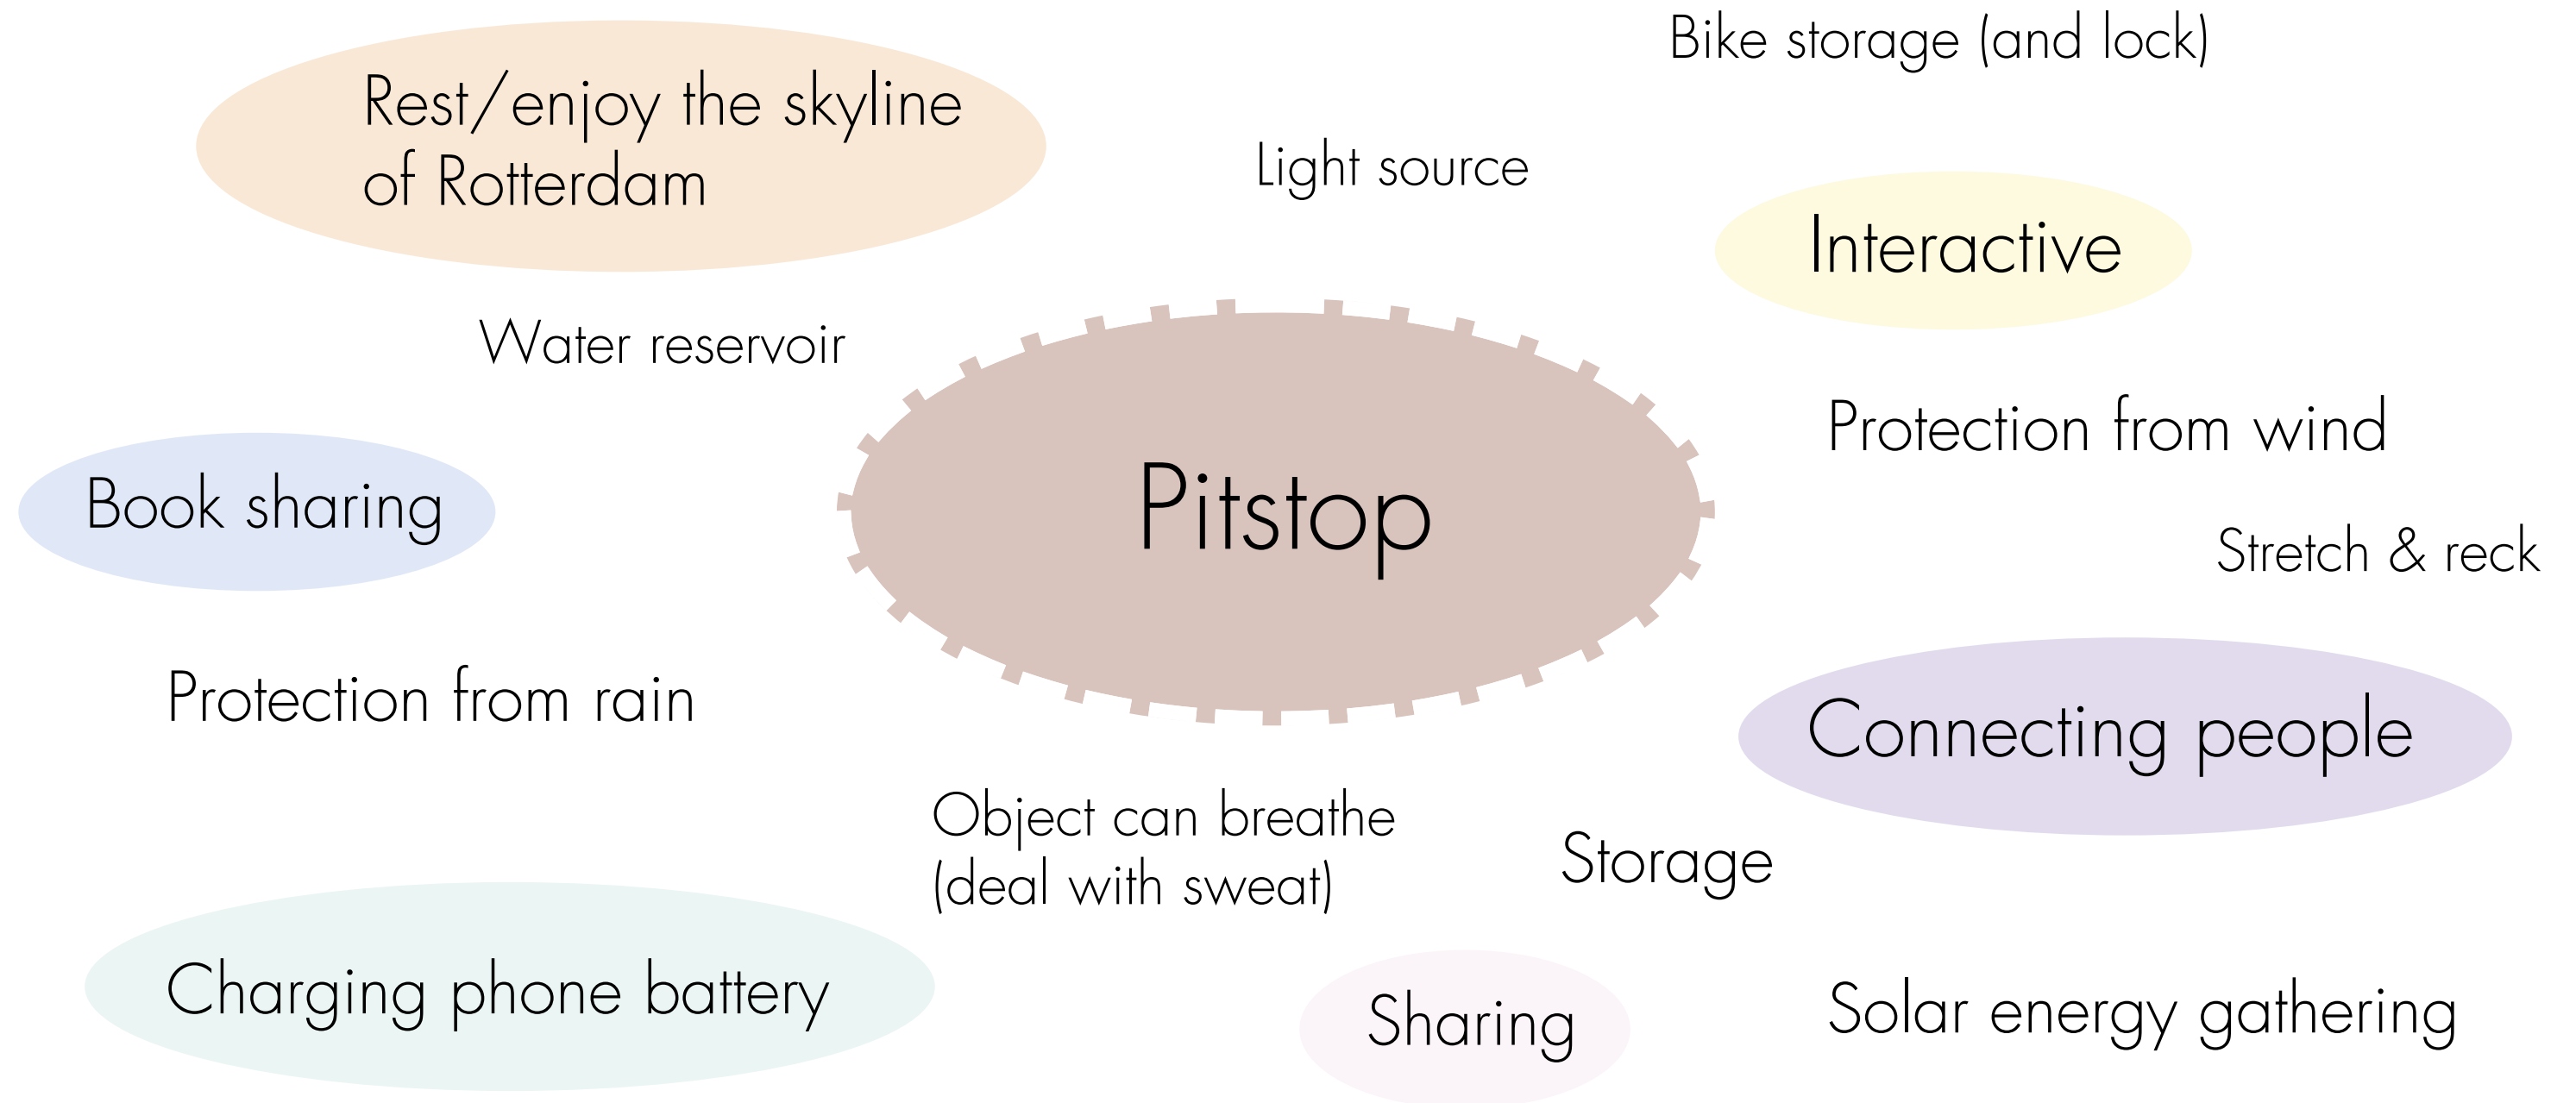 Bike storage (and lock)
Rest/enjoy the skyline
of Rotterdam
Light source
Interactive
Water reservoir
Protection from wind
Book sharing
Pitstop
Stretch & reck
Protection from rain
Connecting people
Object can breathe
(deal with sweat)
Storage
Charging phone battery
Sharing
Solar energy gathering